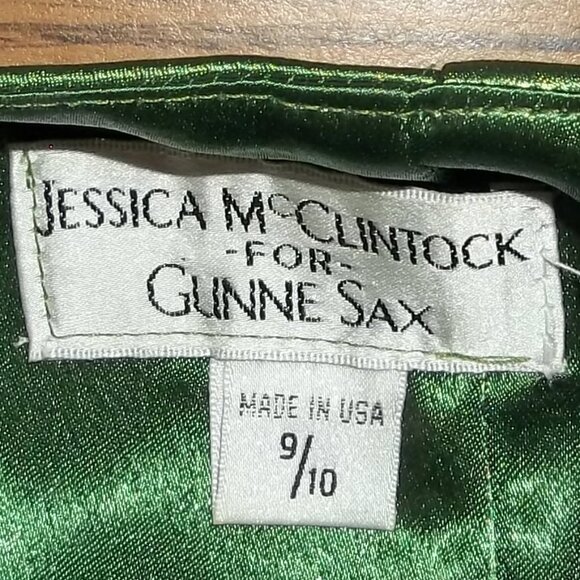 JESSICA McCLINTOCK
-FOR-
GUNNE SAX
MADE IN USA
9/10